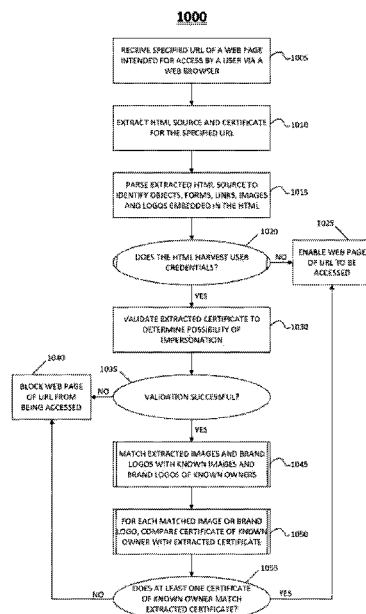 1000
RECEIVE SPECIFIED URL OF A WEB PAGE
INTENDED FOR ACCESS BY A USER VIA A
WEB BROWSER
1005
EXTRACT HTML SOURCE AND CERTIFICATE
FOR THE SPECIFIED URL
1010
PARSE EXTRACTED HTML SOURCE TO
IDENTIFY OBJECTS, FORMS, LINKS, IMAGES
AND LOGOS EMBEDDED IN THE HTML
1015
1020
DOES THE HTML HARVEST USER
CREDENTIALS?
NO
1025
ENABLE WEB PAGE
OF URL TO BE
ACCESSED
YES
VALIDATE EXTRACTED CERTIFICATE TO
DETERMINE POSSIBILITY OF
IMPERSONATION
1030
1040
1035
BLOCK WEB PAGE
OF URL FROM
BEING ACCESSED
NO
VALIDATION SUCCESSFUL?
YES
MATCH EXTRACTED IMAGES AND BRAND
LOGOS WITH KNOWN IMAGES AND
BRAND LOGOS OF KNOWN OWNERS
1045
FOR EACH MATCHED IMAGE OR BRAND
LOGO, COMPARE CERTIFICATE OF KNOWN
OWNER WITH EXTRACTED CERTIFICATE
1050
1055
NO
DOES AT LEAST ONE CERTIFICATE
OF KNOWN OWNER MATCH
EXTRACTED CERTIFICATE?
YES